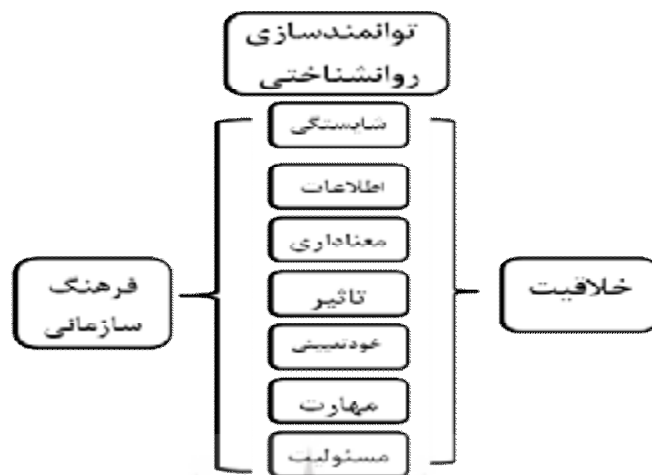 توانمندسازی
روانشناختی
شایستگی
اطلاعات
معناداری
خلاقیت
تاثیر
فرهنگ
سازمانی
خودتعیینی
مهارت
مسئولیت